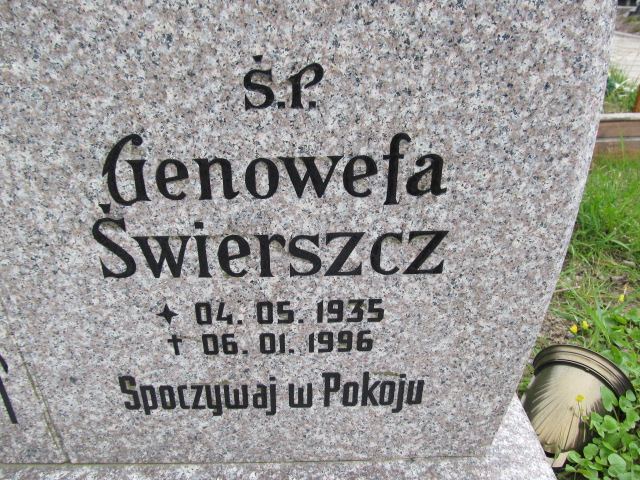 Ś.P.
Genowefa
Świerszcz
✦ 04. 05. 1935
† 06. 01. 1996
Spoczywaj w Pokoju